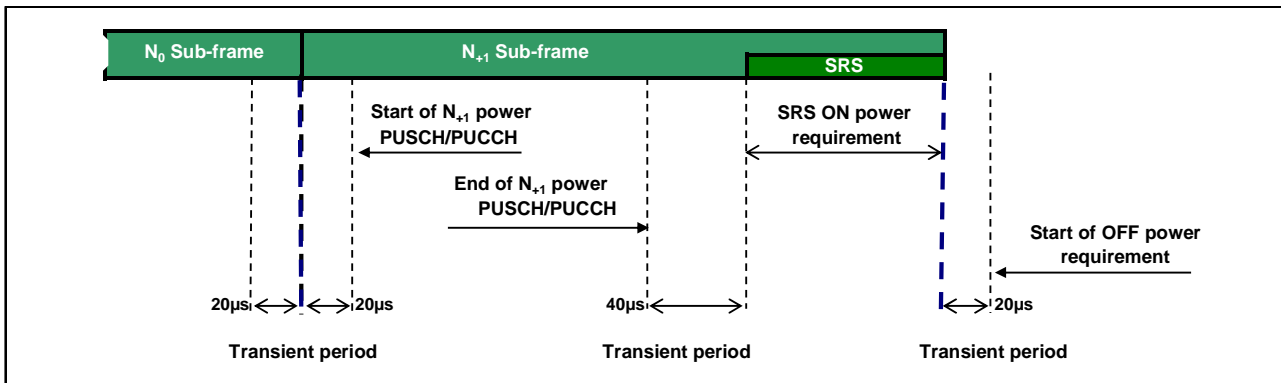 N0 Sub-frame
N+1 Sub-frame
SRS
Start of N+1 power
PUSCH/PUCCH
SRS ON power
requirement
End of N+1 power
PUSCH/PUCCH
Start of OFF power
requirement
20µs
20µs
40µs
20µs
Transient period
Transient period
Transient period